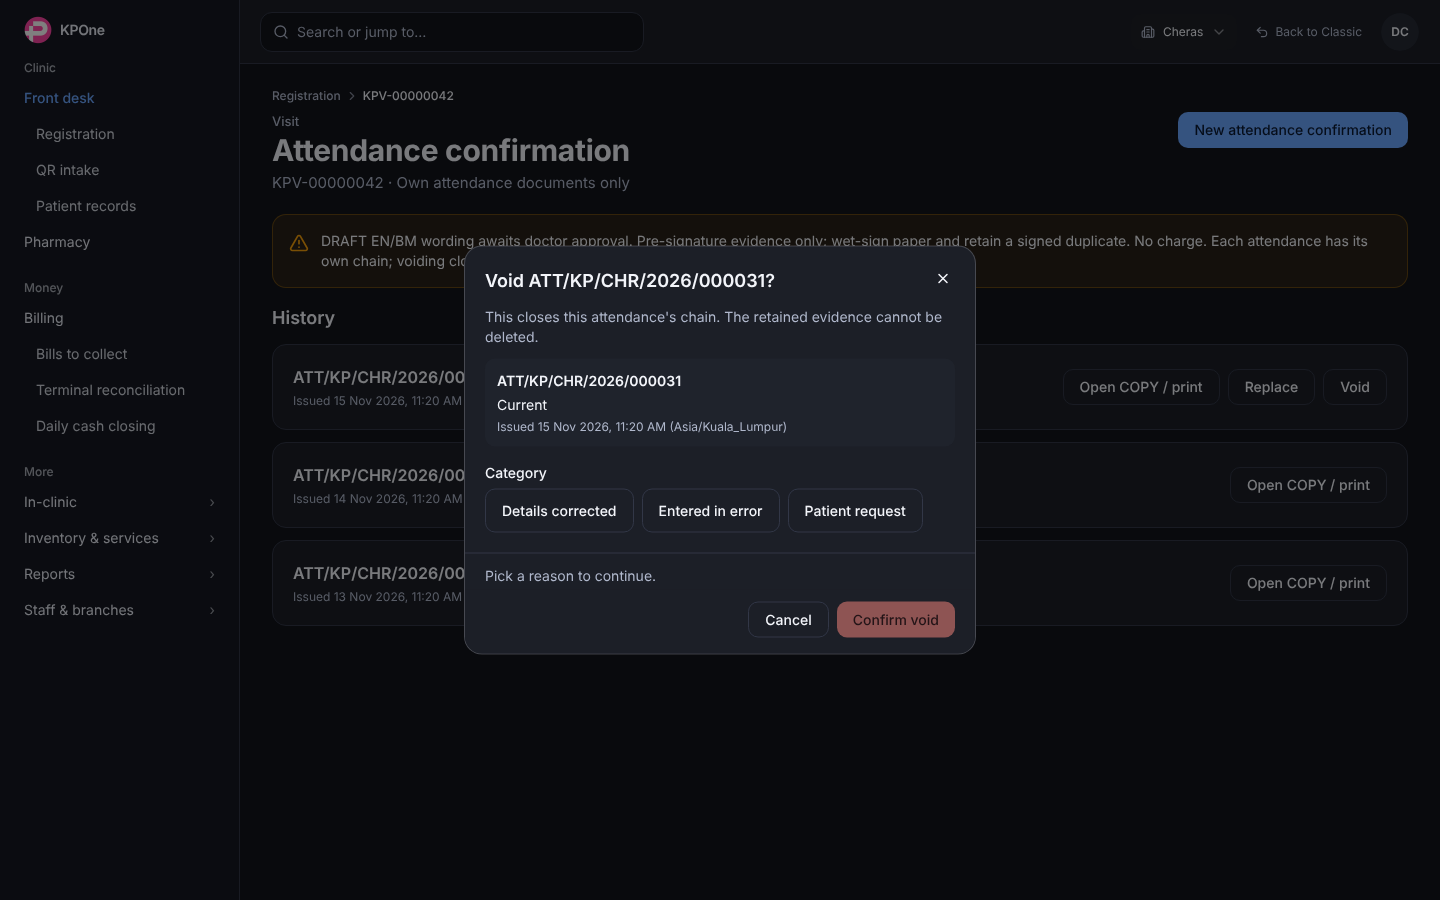 KPOne
Search or jump to...
Cheras
Back to Classic
DC
Clinic
Front desk
Registration
QR intake
Patient records
Pharmacy
Money
Billing
Bills to collect
Terminal reconciliation
Daily cash closing
More
In-clinic
Inventory & services
Reports
Staff & branches
Registration > KPV-00000042
Visit
Attendance confirmation
KPV-00000042 · Own attendance documents only
New attendance confirmation
DRAFT EN/BM wording awaits doctor approval. Pre-signature evidence only: wet-sign paper and retain a signed duplicate. No charge. Each attendance has its
own chain; voiding clo
History
ATT/KP/CHR/2026/00
Issued 15 Nov 2026, 11:20 AM
Open COPY / print
Replace
Void
ATT/KP/CHR/2026/00
Issued 14 Nov 2026, 11:20 AM
Open COPY / print
ATT/KP/CHR/2026/00
Issued 13 Nov 2026, 11:20 AM
Open COPY / print
Void ATT/KP/CHR/2026/000031?
This closes this attendance's chain. The retained evidence cannot be
deleted.
ATT/KP/CHR/2026/000031
Current
Issued 15 Nov 2026, 11:20 AM (Asia/Kuala_Lumpur)
Category
Details corrected
Entered in error
Patient request
Pick a reason to continue.
Cancel
Confirm void